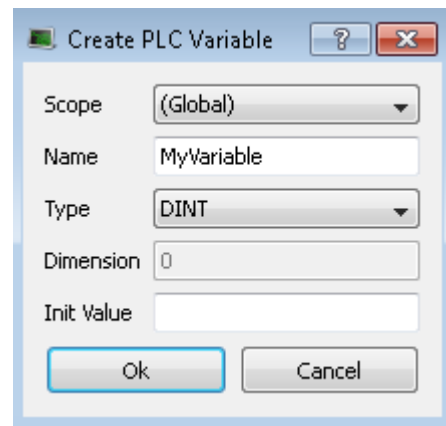 Create PLC Variable
Scope (Global)
Name MyVariable
Type DINT
Dimension 0
Init Value
Ok Cancel